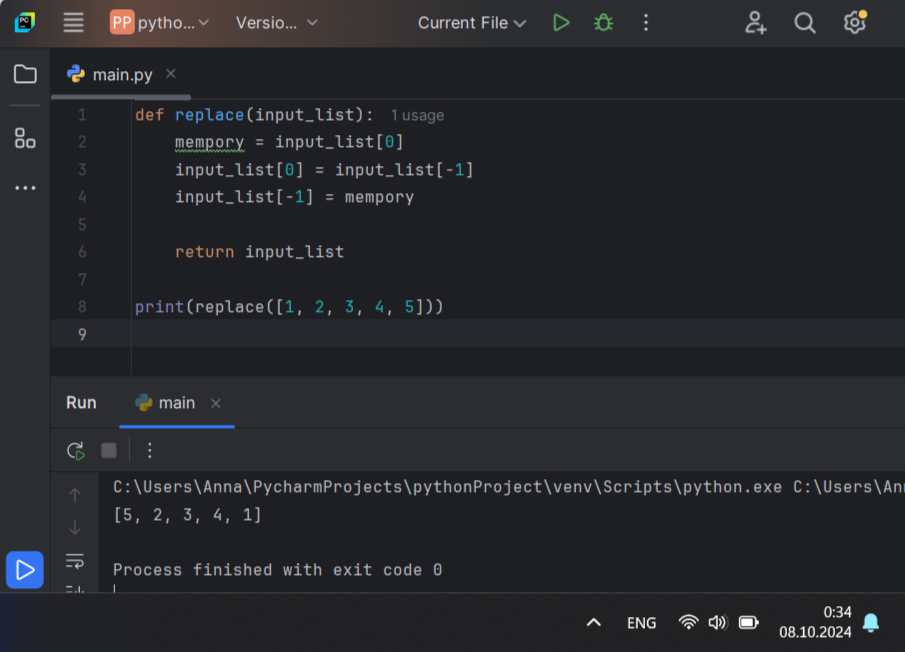 PC
PP pytho... Versio... Current File
main.py
1 def replace(input_list): 1 usage
2 mempory = input_list[0]
3 input_list[0] = input_list[-1]
4 input_list[-1] = mempory
5
6 return input_list
7
8 print(replace([1, 2, 3, 4, 5]))
9
Run main
C:\Users\Anna\PycharmProjects\pythonProject\venv\Scripts\python.exe C:\Users\An
[5, 2, 3, 4, 1]
Process finished with exit code 0
ENG
0:34
08.10.2024